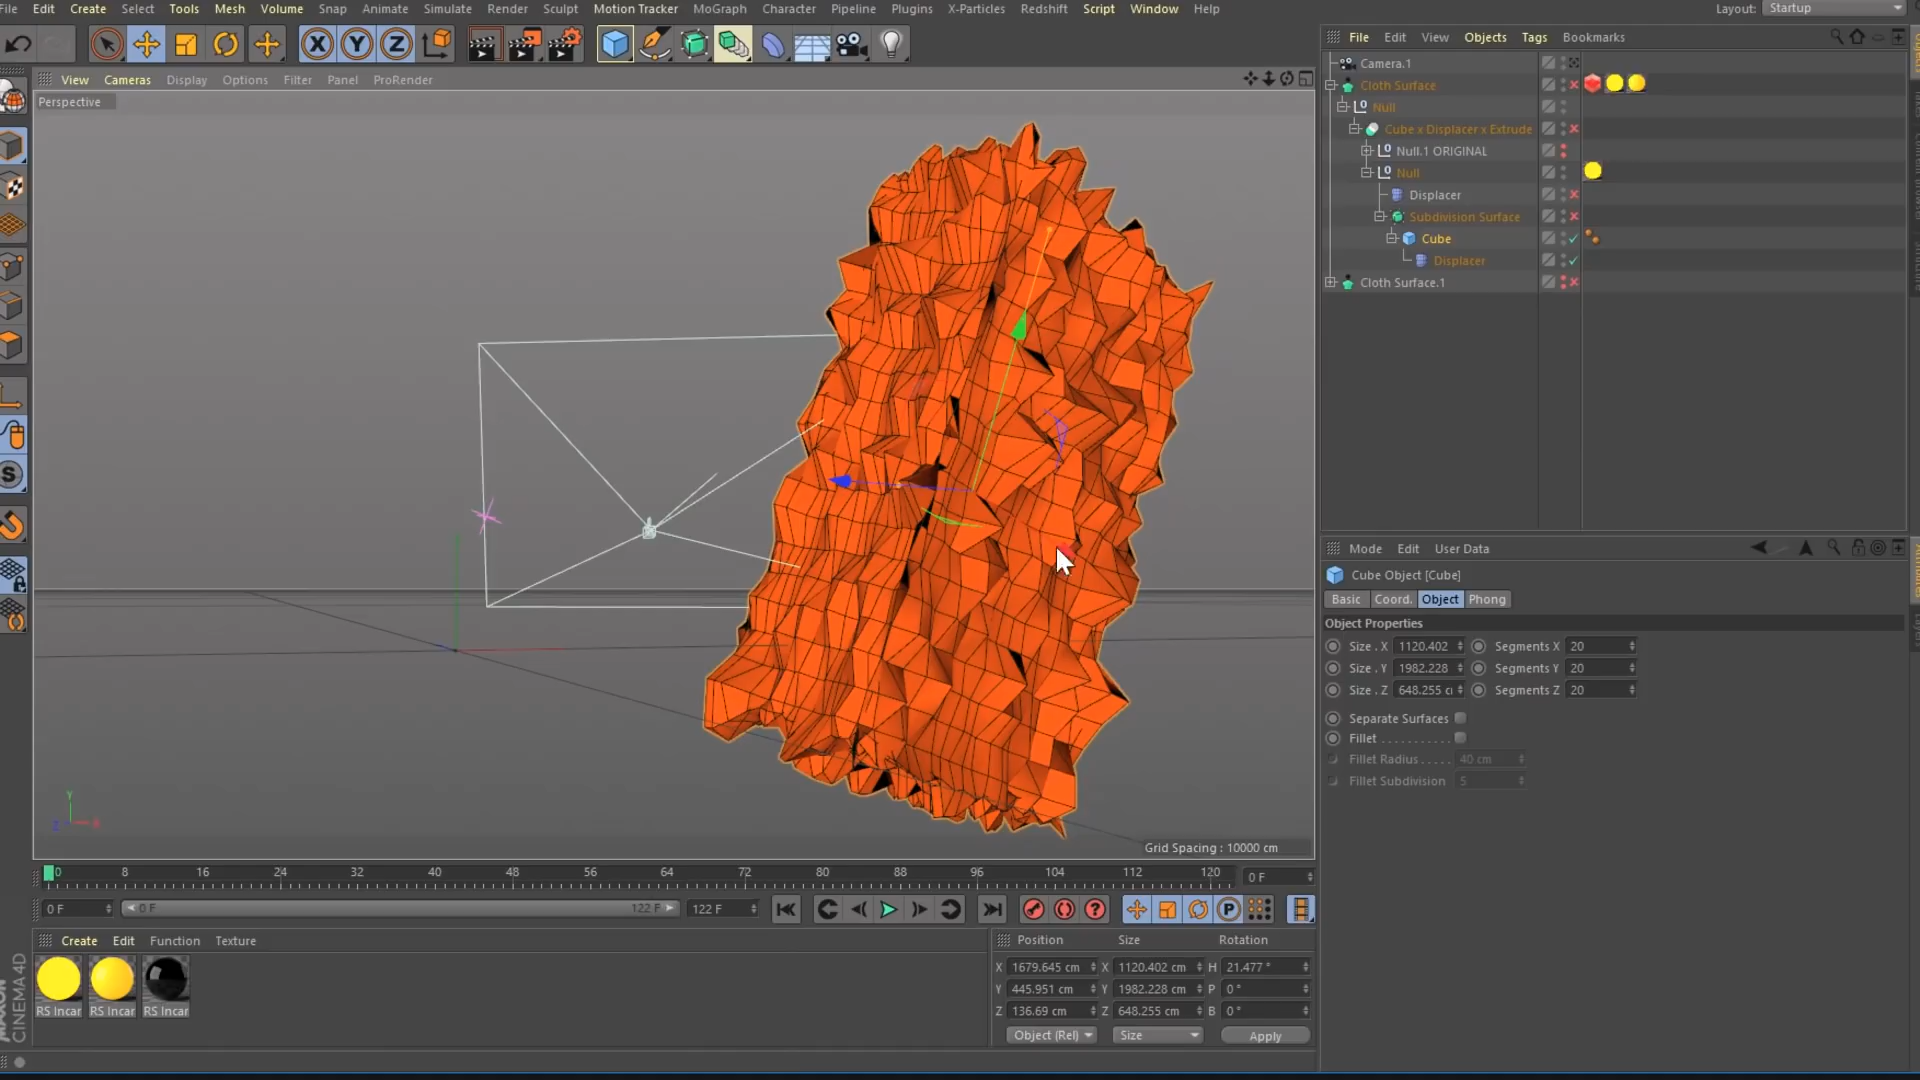 File Edit Create Select Tools Mesh Volume Snap Animate Simulate Render Sculpt Motion Tracker MoGraph Character Pipeline Plugins X-Particles Redshift Script Window Help
Layout: Startup
X Y Z
View Cameras Display Options Filter Panel ProRender
Perspective
Grid Spacing : 10000 cm
Y
Z X
S
0 8 16 24 32 40 48 56 64 72 80 88 96 104 112 120
0 F
0 F 0 F 122 F 122 F
P
Create Edit Function Texture
RS Incar RS Incar RS Incar
MAXON CINEMA 4D
Position Size Rotation
X 1679.645 cm X 1120.402 cm H 21.477 °
Y 445.951 cm Y 1982.228 cm P 0 °
Z 136.69 cm Z 648.255 cm B 0 °
Object (Rel) Size Apply
File Edit View Objects Tags Bookmarks
Camera.1
Cloth Surface
Null
Cube x Displacer x Extrude
Null.1 ORIGINAL
Null
Displacer
Subdivision Surface
Cube
Displacer
Cloth Surface.1
Mode Edit User Data
Cube Object [Cube]
Basic Coord. Object Phong
Object Properties
Size . X 1120.402 Segments X 20
Size . Y 1982.228 Segments Y 20
Size . Z 648.255 c Segments Z 20
Separate Surfaces
Fillet . . . . . . . . . . .
Fillet Radius . . . . . 40 cm
Fillet Subdivision 5